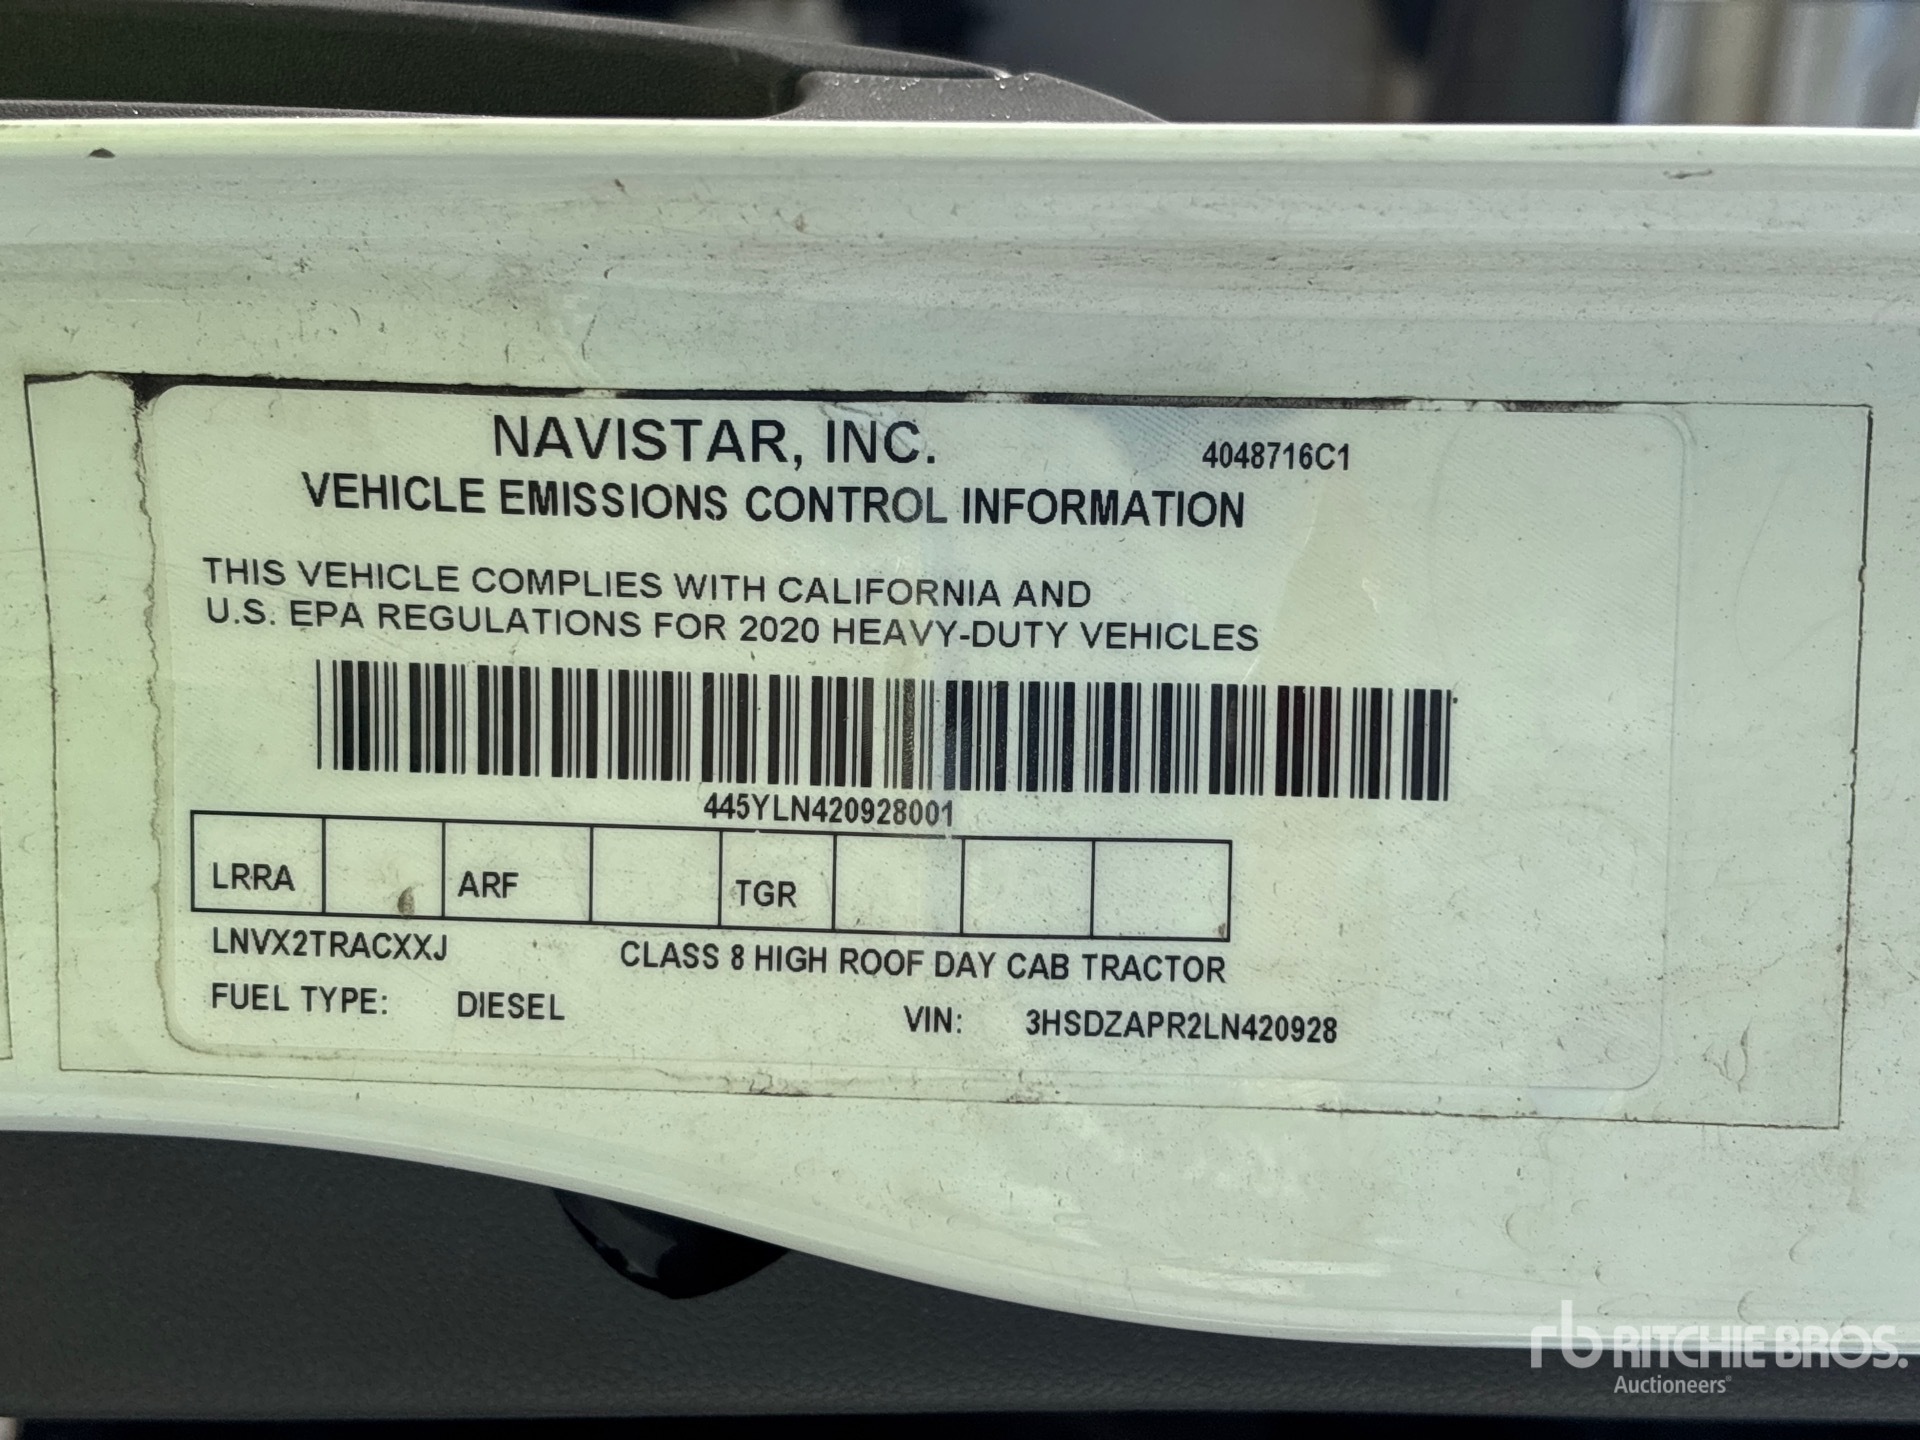 NAVISTAR, INC.
4048716C1
VEHICLE EMISSIONS CONTROL INFORMATION
THIS VEHICLE COMPLIES WITH CALIFORNIA AND
U.S. EPA REGULATIONS FOR 2020 HEAVY-DUTY VEHICLES
445YLN420928001
LRRA ARF TGR
LNVX2TRACXXJ CLASS 8 HIGH ROOF DAY CAB TRACTOR
FUEL TYPE: DIESEL VIN: 3HSDZAPR2LN420928
rb RITCHIE BROS.
Auctioneers